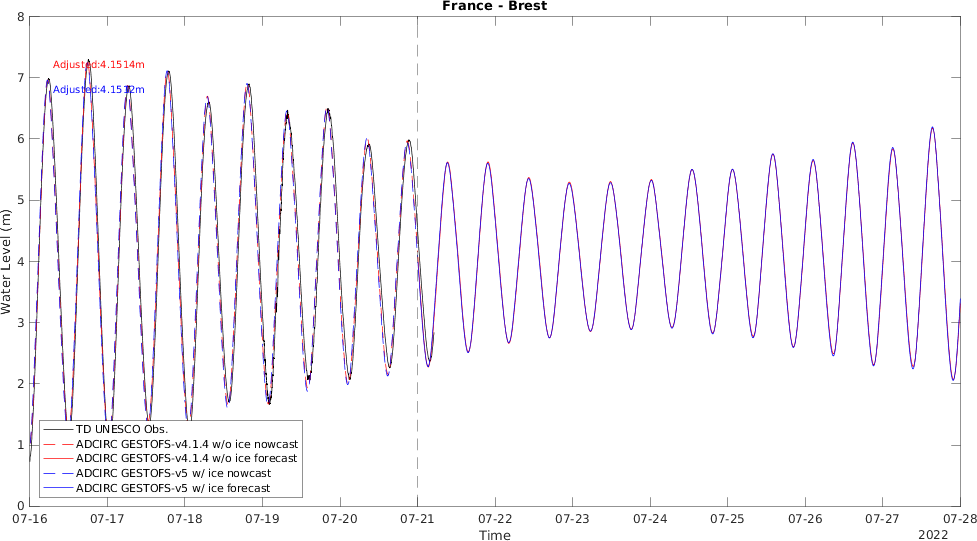 France - Brest
8
7
6
5
4
3
2
1
0
Water Level (m)
Adjusted:4.1514m
Adjusted:4.1512m
TD UNESCO Obs.
ADCIRC GESTOFS-v4.1.4 w/o ice nowcast
ADCIRC GESTOFS-v4.1.4 w/o ice forecast
ADCIRC GESTOFS-v5 w/ ice nowcast
ADCIRC GESTOFS-v5 w/ ice forecast
07-16 07-17 07-18 07-19 07-20 07-21 07-22 07-23 07-24 07-25 07-26 07-27 07-28
Time
2022